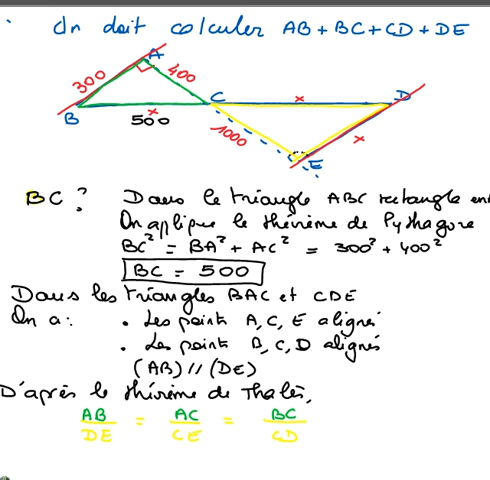 On doit calculer AB + BC + CD + DE
A
300
400
B
500
x
C
x
D
1000
x
E
BC ? Dans le triangle ABC rectangle en
On applique le théorème de Pythagore
BC² = BA² + AC² = 300² + 400²
BC = 500
Dans les triangles BAC et CDE
On a : • Les points A, C, E alignés
• Les points B, C, D alignés
(AB) // (DE)
D'après le théorème de Thalès,
AB/DE = AC/CE = BC/CD